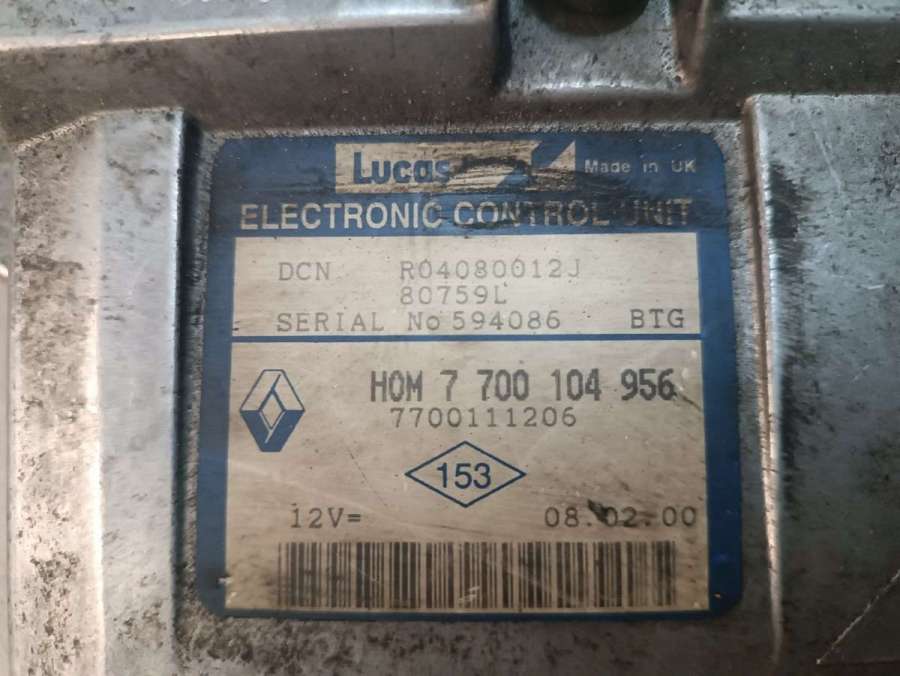 Lucas
Made in UK
ELECTRONIC CONTROL UNIT
DCN R04080012J
80759L
SERIAL No 594086 BTG
HOM 7 700 104 956
7700111206
153
12V=
08.02.00